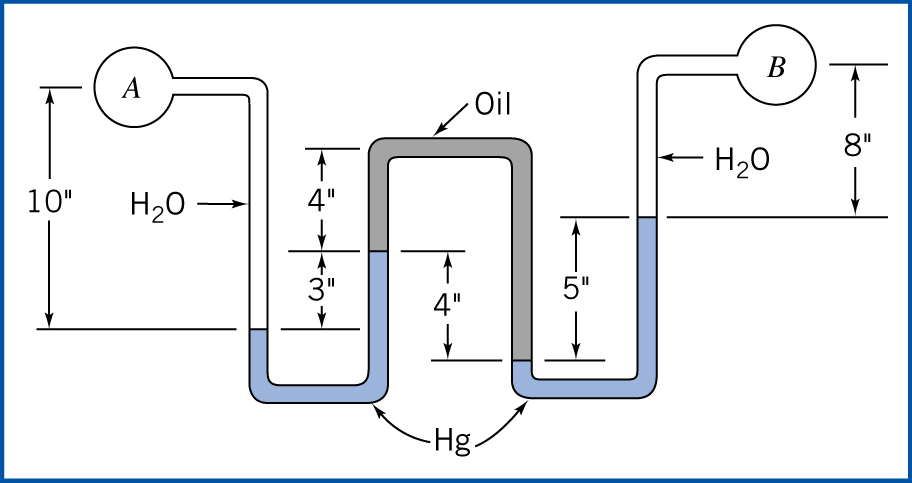 A
B
Oil
8"
H₂O
4"
10"
H₂O
3"
4"
5"
Hg